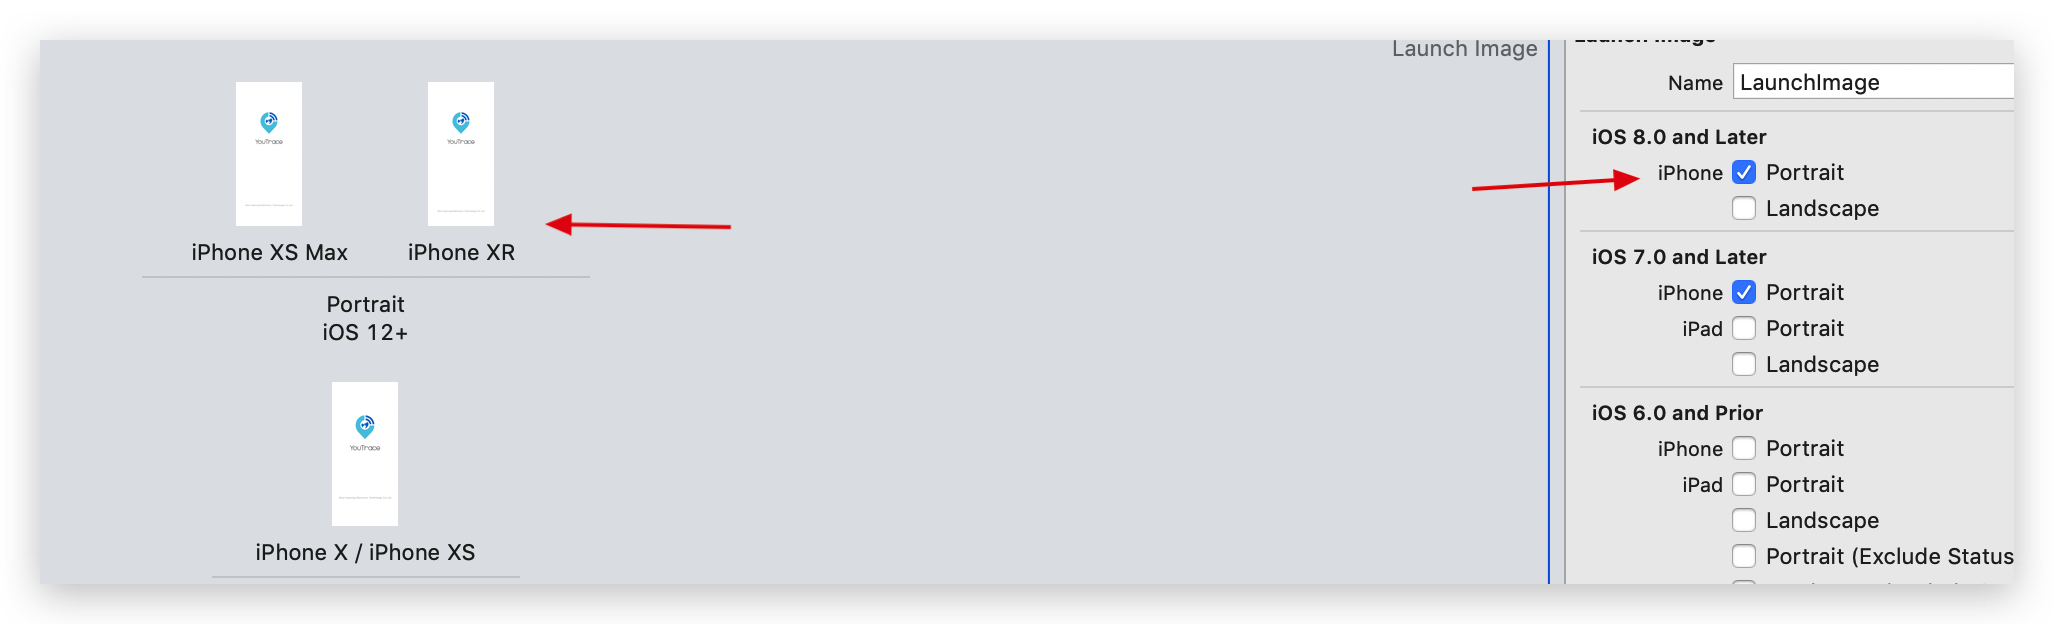 Launch Image
YouTrace
YouTrace
iPhone XS Max
iPhone XR
Portrait
iOS 12+
YouTrace
iPhone X / iPhone XS
Launch Image
Name
LaunchImage
iOS 8.0 and Later
iPhone
Portrait
Landscape
iOS 7.0 and Later
iPhone
Portrait
iPad
Portrait
Landscape
iOS 6.0 and Prior
iPhone
Portrait
iPad
Portrait
Landscape
Portrait (Exclude Status